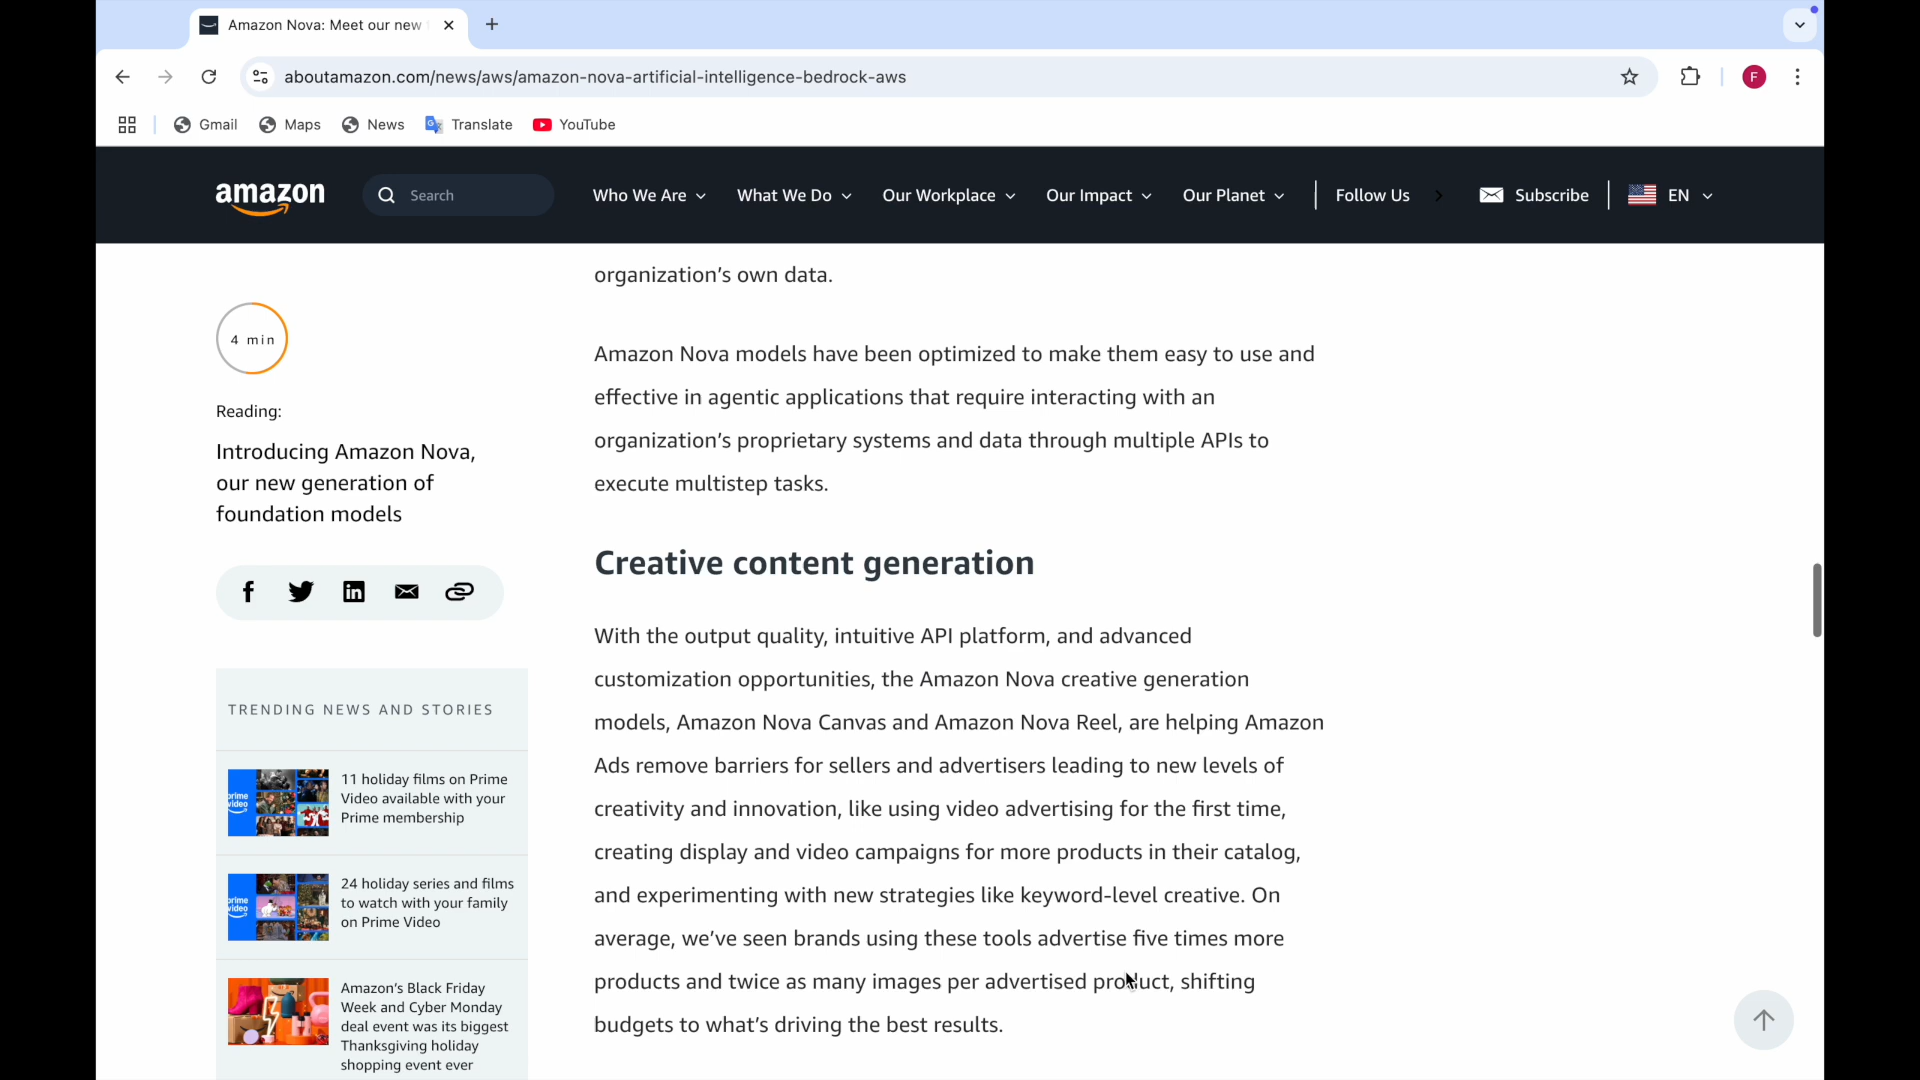 Amazon Nova: Meet our new
aboutamazon.com/news/aws/amazon-nova-artificial-intelligence-bedrock-aws
F
Gmail
Maps
News
Translate
YouTube
amazon
Search
Who We Are
What We Do
Our Workplace
Our Impact
Our Planet
Follow Us
Subscribe
EN
4 min
Reading:
Introducing Amazon Nova,
our new generation of
foundation models
TRENDING NEWS AND STORIES
prime
video
11 holiday films on Prime
Video available with your
Prime membership
prime
video
24 holiday series and films
to watch with your family
on Prime Video
Amazon’s Black Friday
Week and Cyber Monday
deal event was its biggest
Thanksgiving holiday
shopping event ever
organization’s own data.
Amazon Nova models have been optimized to make them easy to use and
effective in agentic applications that require interacting with an
organization’s proprietary systems and data through multiple APIs to
execute multistep tasks.
Creative content generation
With the output quality, intuitive API platform, and advanced
customization opportunities, the Amazon Nova creative generation
models, Amazon Nova Canvas and Amazon Nova Reel, are helping Amazon
Ads remove barriers for sellers and advertisers leading to new levels of
creativity and innovation, like using video advertising for the first time,
creating display and video campaigns for more products in their catalog,
and experimenting with new strategies like keyword-level creative. On
average, we’ve seen brands using these tools advertise five times more
products and twice as many images per advertised product, shifting
budgets to what’s driving the best results.